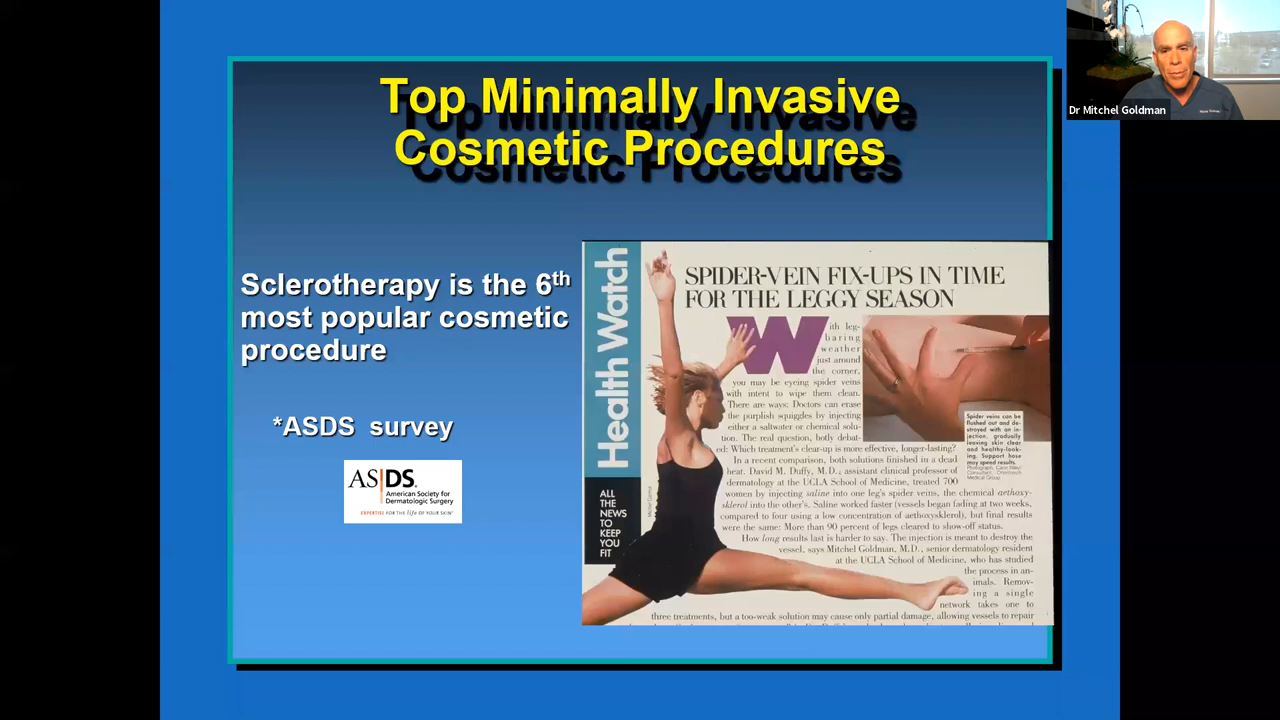 Top Minimally Invasive
Cosmetic Procedures
Dr Mitchel Goldman
Sclerotherapy is the 6th
most popular cosmetic
procedure
*ASDS survey
ASDS.
American Society for
Dermatologic Surgery
EXPERTISE FOR THE life OF YOUR SKIN
Health Watch
ALL
THE
NEWS
TO
KEEP
YOU
FIT
SPIDER-VEIN FIX-UPS IN TIME
FOR THE LEGGY SEASON
With leg-
baring
weather
just around
the corner,
you may be eyeing spider veins
with intent to wipe them clean.
There are ways: Doctors can erase
the purplish squiggles by injecting
either a saltwater or chemical solu-
tion. The real question, hotly debat-
ed: Which treatment's clear-up is more effective, longer-lasting?
In a recent comparison, both solutions finished in a dead
heat. David M. Duffy, M.D., assistant clinical professor of
dermatology at the UCLA School of Medicine, treated 700
women by injecting saline into one leg's spider veins, the chemical aethoxy-
sklerol into the other's. Saline worked faster (vessels began fading at two weeks,
compared to four using a low concentration of aethoxysklerol), but final results
were the same: More than 90 percent of legs cleared to show-off status.
How long results last is harder to say. The injection is meant to destroy the
vessel, says Mitchel Goldman, M.D., senior dermatology resident
at the UCLA School of Medicine, who has studied
the process in an-
imals. Remov-
ing a single
network takes one to
three treatments, but a too-weak solution may cause only partial damage, allowing vessels to repair
Spider veins can be
flushed out and de-
stroyed with an in-
jection, gradually
leaving skin clear
and healthy-look-
ing. Support hose
may speed results.
Medical Group